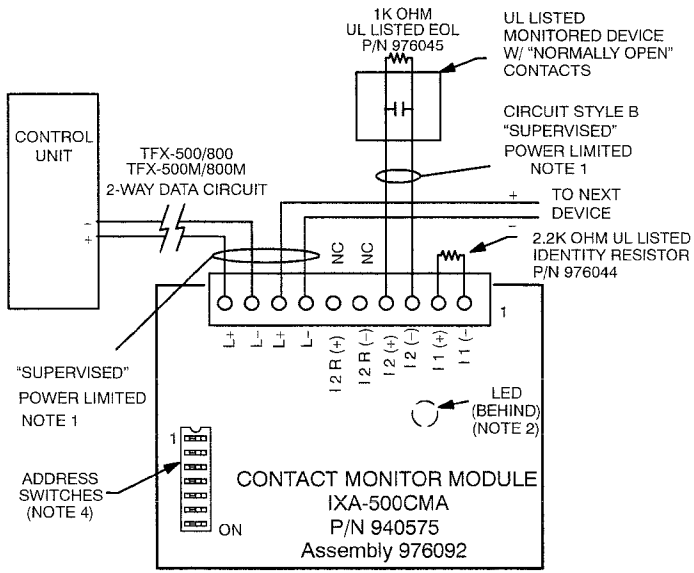 1K OHM
UL LISTED EOL
P/N 976045
UL LISTED
MONITORED DEVICE
W/ “NORMALLY OPEN”
CONTACTS
CONTROL
UNIT
TFX-500/800
TFX-500M/800M
2-WAY DATA CIRCUIT
CIRCUIT STYLE B
“SUPERVISED”
POWER LIMITED
NOTE 1
−
+
+
−
TO NEXT
DEVICE
NC
NC
2.2K OHM UL LISTED
IDENTITY RESISTOR
P/N 976044
1
L+
L-
L+
L-
I 2 R (+)
I 2 R (-)
I 2 (+)
I 2 (-)
I 1 (+)
I 1 (-)
“SUPERVISED”
POWER LIMITED
NOTE 1
LED
(BEHIND)
(NOTE 2)
1
ADDRESS
SWITCHES
(NOTE 4)
ON
CONTACT MONITOR MODULE
IXA-500CMA
P/N 940575
Assembly 976092